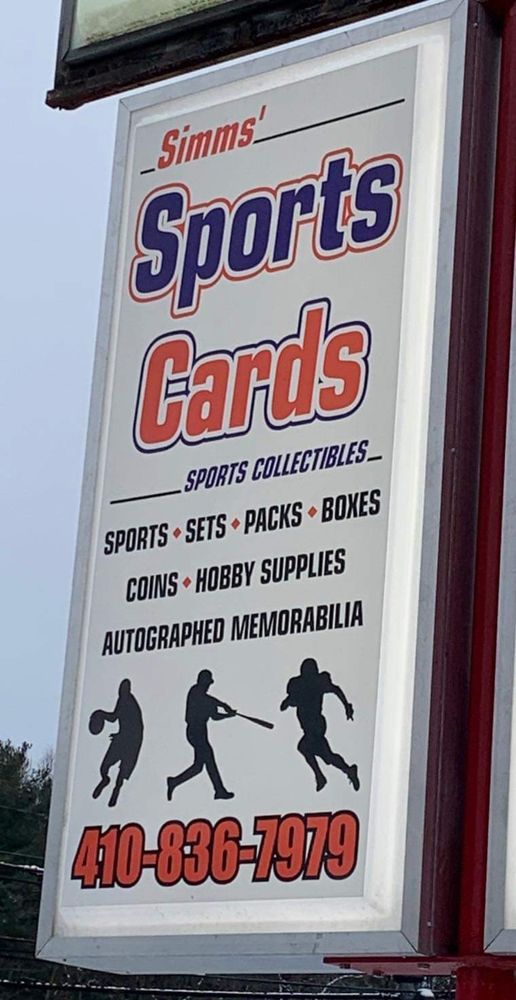 Simms'
Sports
Cards
SPORTS COLLECTIBLES
SPORTS ♦ SETS ♦ PACKS ♦ BOXES
COINS ♦ HOBBY SUPPLIES
AUTOGRAPHED MEMORABILIA
410-836-7979